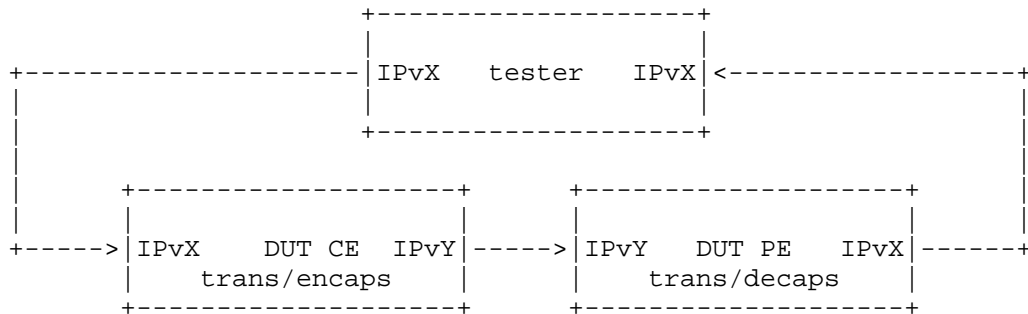 IPvX tester IPvX
IPvX DUT CE IPvY IPvY DUT PE IPvX
trans/encaps trans/decaps